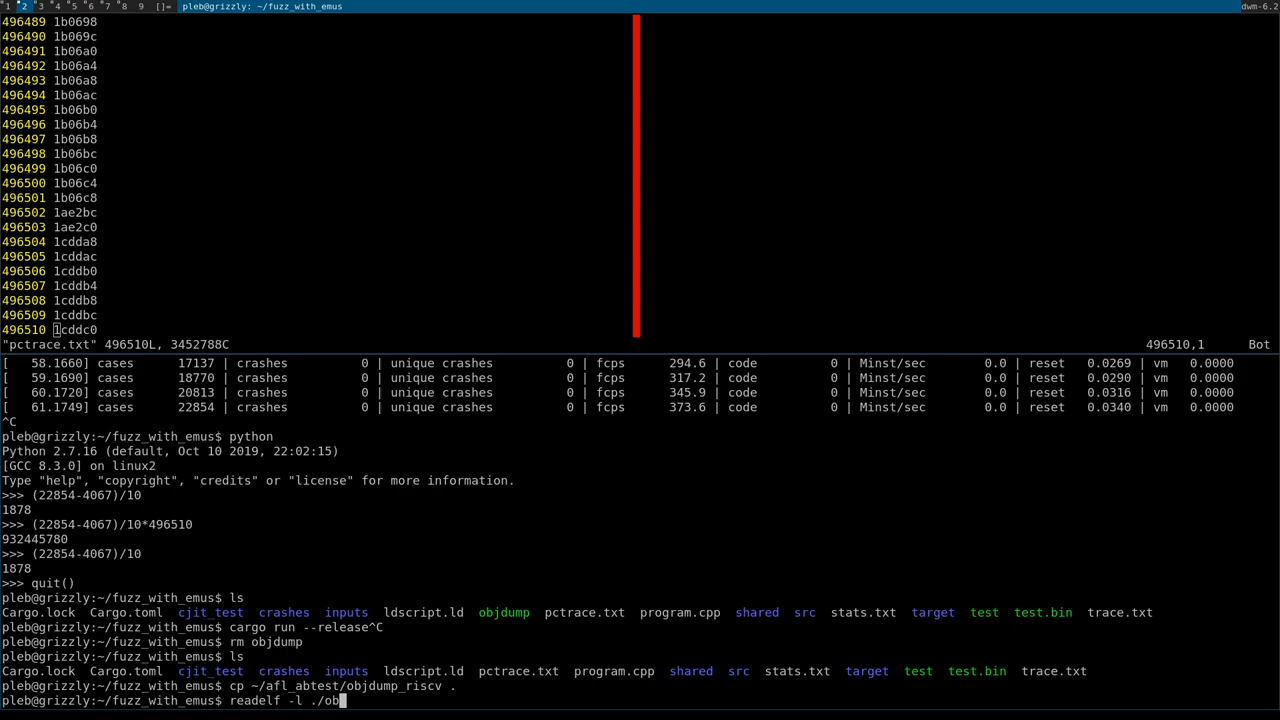 1 2 3 4 5 6 7 8 9 []= pleb@grizzly: ~/fuzz_with_emus dwm-6.2
496489 1b0698
496490 1b069c
496491 1b06a0
496492 1b06a4
496493 1b06a8
496494 1b06ac
496495 1b06b0
496496 1b06b4
496497 1b06b8
496498 1b06bc
496499 1b06c0
496500 1b06c4
496501 1b06c8
496502 1ae2bc
496503 1ae2c0
496504 1cdda8
496505 1cddac
496506 1cddb0
496507 1cddb4
496508 1cddb8
496509 1cddbc
496510 1cddc0
"pctrace.txt" 496510L, 3452788C 496510,1 Bot
[   58.1660] cases      17137 | crashes          0 | unique crashes          0 | fcps      294.6 | code          0 | Minst/sec        0.0 | reset   0.0269 | vm   0.0000
[   59.1690] cases      18770 | crashes          0 | unique crashes          0 | fcps      317.2 | code          0 | Minst/sec        0.0 | reset   0.0290 | vm   0.0000
[   60.1720] cases      20813 | crashes          0 | unique crashes          0 | fcps      345.9 | code          0 | Minst/sec        0.0 | reset   0.0316 | vm   0.0000
[   61.1749] cases      22854 | crashes          0 | unique crashes          0 | fcps      373.6 | code          0 | Minst/sec        0.0 | reset   0.0340 | vm   0.0000
^C
pleb@grizzly:~/fuzz_with_emus$ python
Python 2.7.16 (default, Oct 10 2019, 22:02:15)
[GCC 8.3.0] on linux2
Type "help", "copyright", "credits" or "license" for more information.
>>> (22854-4067)/10
1878
>>> (22854-4067)/10*496510
932445780
>>> (22854-4067)/10
1878
>>> quit()
pleb@grizzly:~/fuzz_with_emus$ ls
Cargo.lock  Cargo.toml  cjit_test  crashes  inputs  ldscript.ld  objdump  pctrace.txt  program.cpp  shared  src  stats.txt  target  test  test.bin  trace.txt
pleb@grizzly:~/fuzz_with_emus$ cargo run --release^C
pleb@grizzly:~/fuzz_with_emus$ rm objdump
pleb@grizzly:~/fuzz_with_emus$ ls
Cargo.lock  Cargo.toml  cjit_test  crashes  inputs  ldscript.ld  pctrace.txt  program.cpp  shared  src  stats.txt  target  test  test.bin  trace.txt
pleb@grizzly:~/fuzz_with_emus$ cp ~/afl_abtest/objdump_riscv .
pleb@grizzly:~/fuzz_with_emus$ readelf -l ./ob